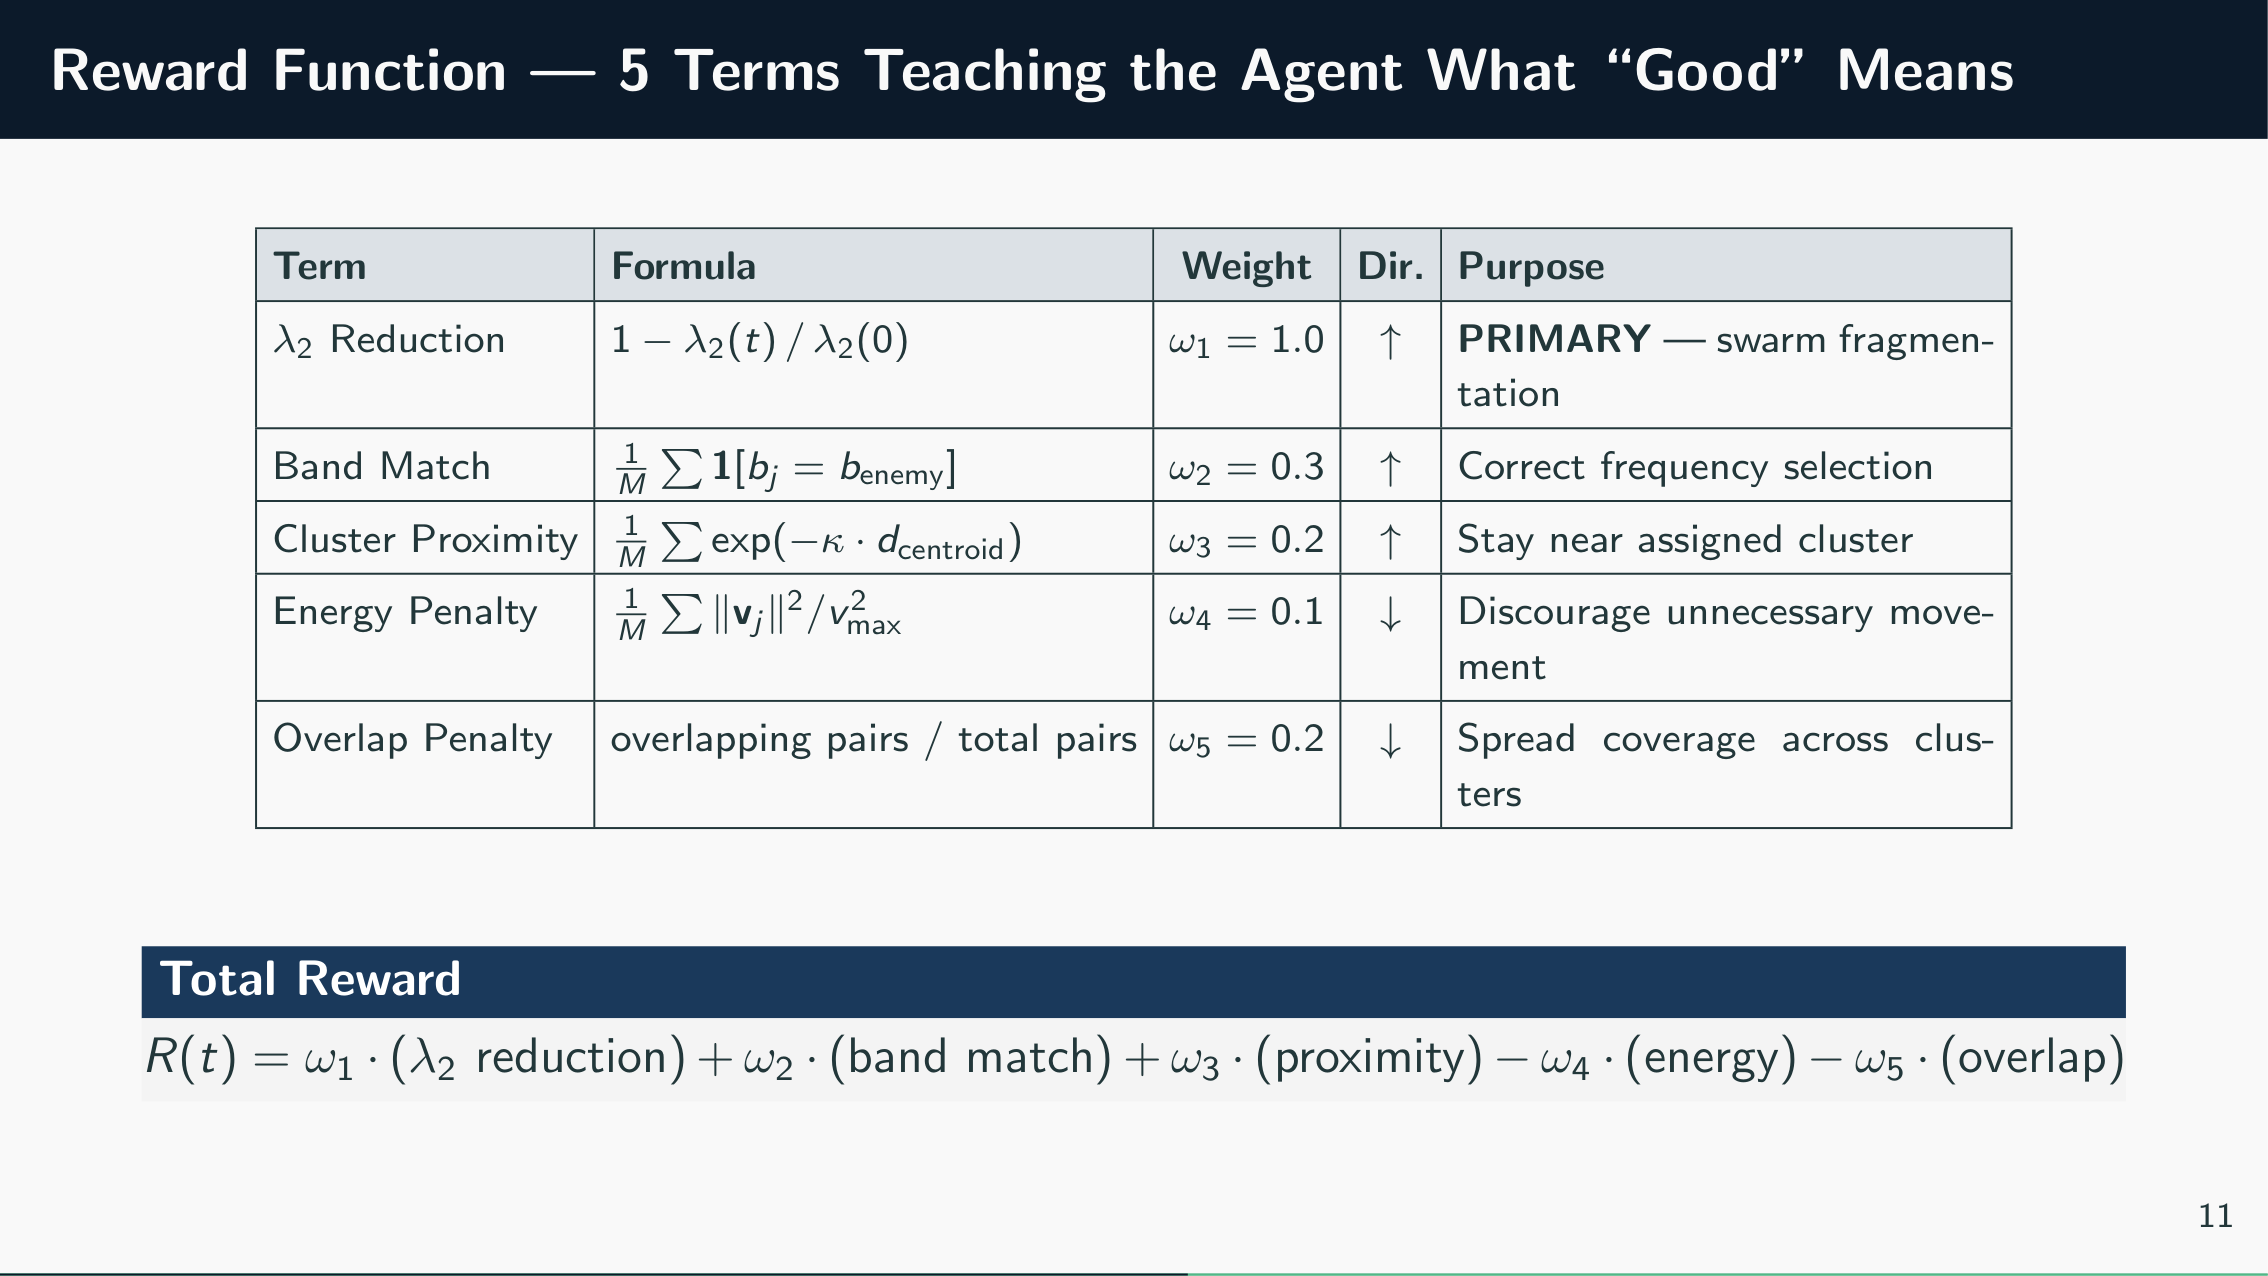 Reward Function — 5 Terms Teaching the Agent What “Good” Means
Term Formula Weight Dir. Purpose
λ₂ Reduction 1 − λ₂(t) / λ₂(0) ω₁ = 1.0 ↑ PRIMARY — swarm fragmen-
tation
Band Match 1/M ∑ 1[bⱼ = b_enemy] ω₂ = 0.3 ↑ Correct frequency selection
Cluster Proximity 1/M ∑ exp(−κ · d_centroid) ω₃ = 0.2 ↑ Stay near assigned cluster
Energy Penalty 1/M ∑ ‖vⱼ‖²/v²_max ω₄ = 0.1 ↓ Discourage unnecessary move-
ment
Overlap Penalty overlapping pairs / total pairs ω₅ = 0.2 ↓ Spread coverage across clus-
ters
Total Reward
R(t) = ω₁ · (λ₂ reduction) + ω₂ · (band match) + ω₃ · (proximity) − ω₄ · (energy) − ω₅ · (overlap)
11